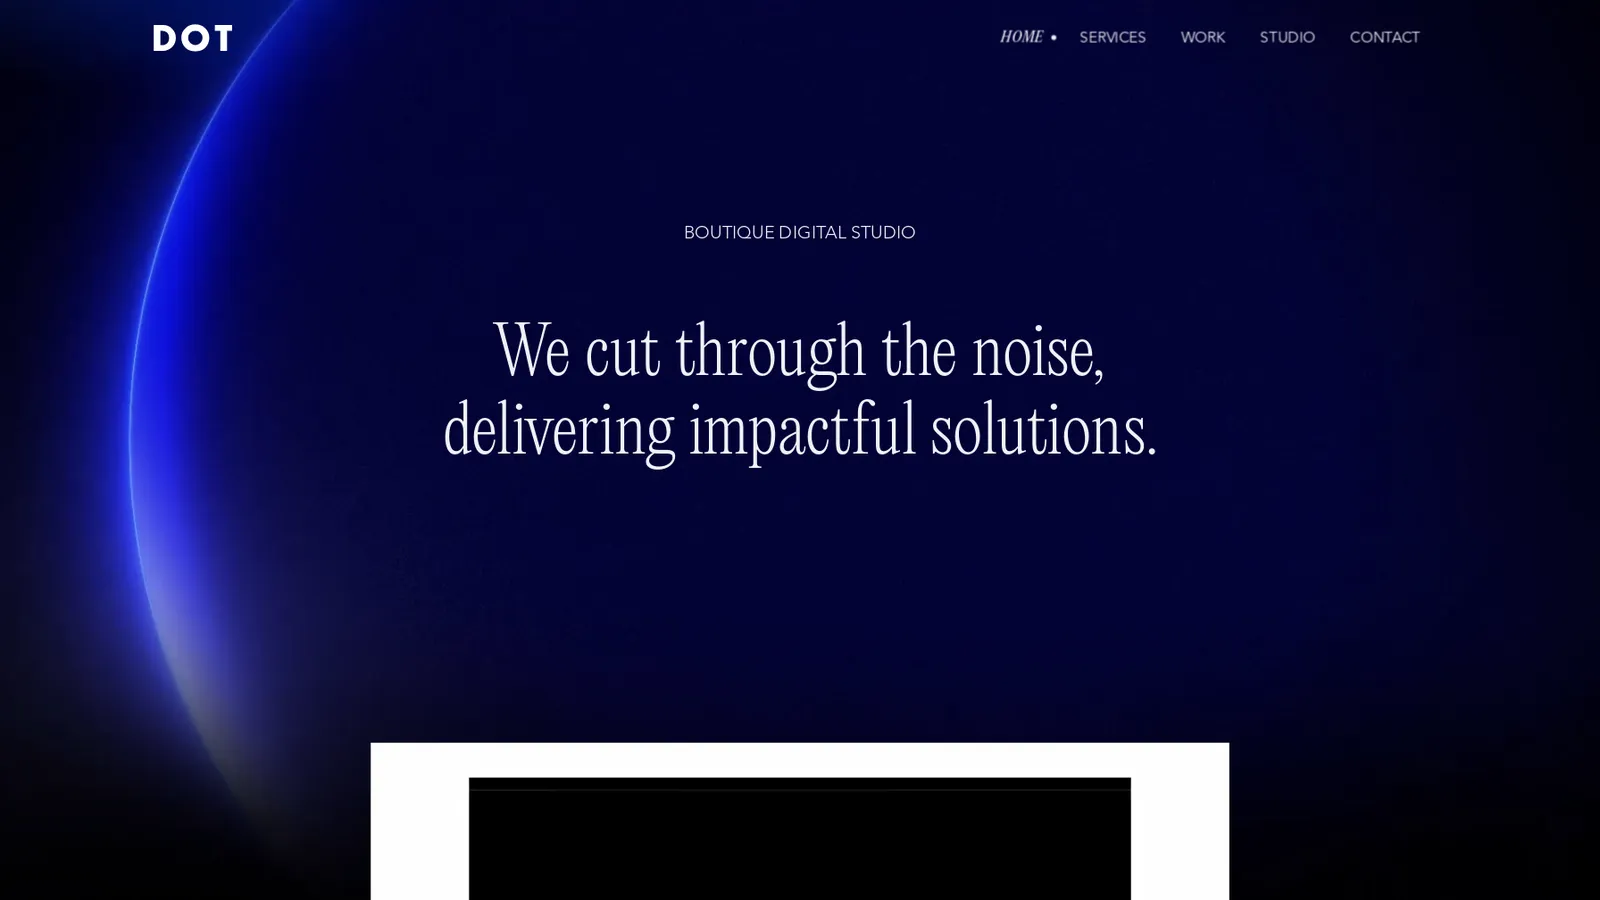 DOT
HOME • SERVICES WORK STUDIO CONTACT
BOUTIQUE DIGITAL STUDIO
We cut through the noise,
delivering impactful solutions.